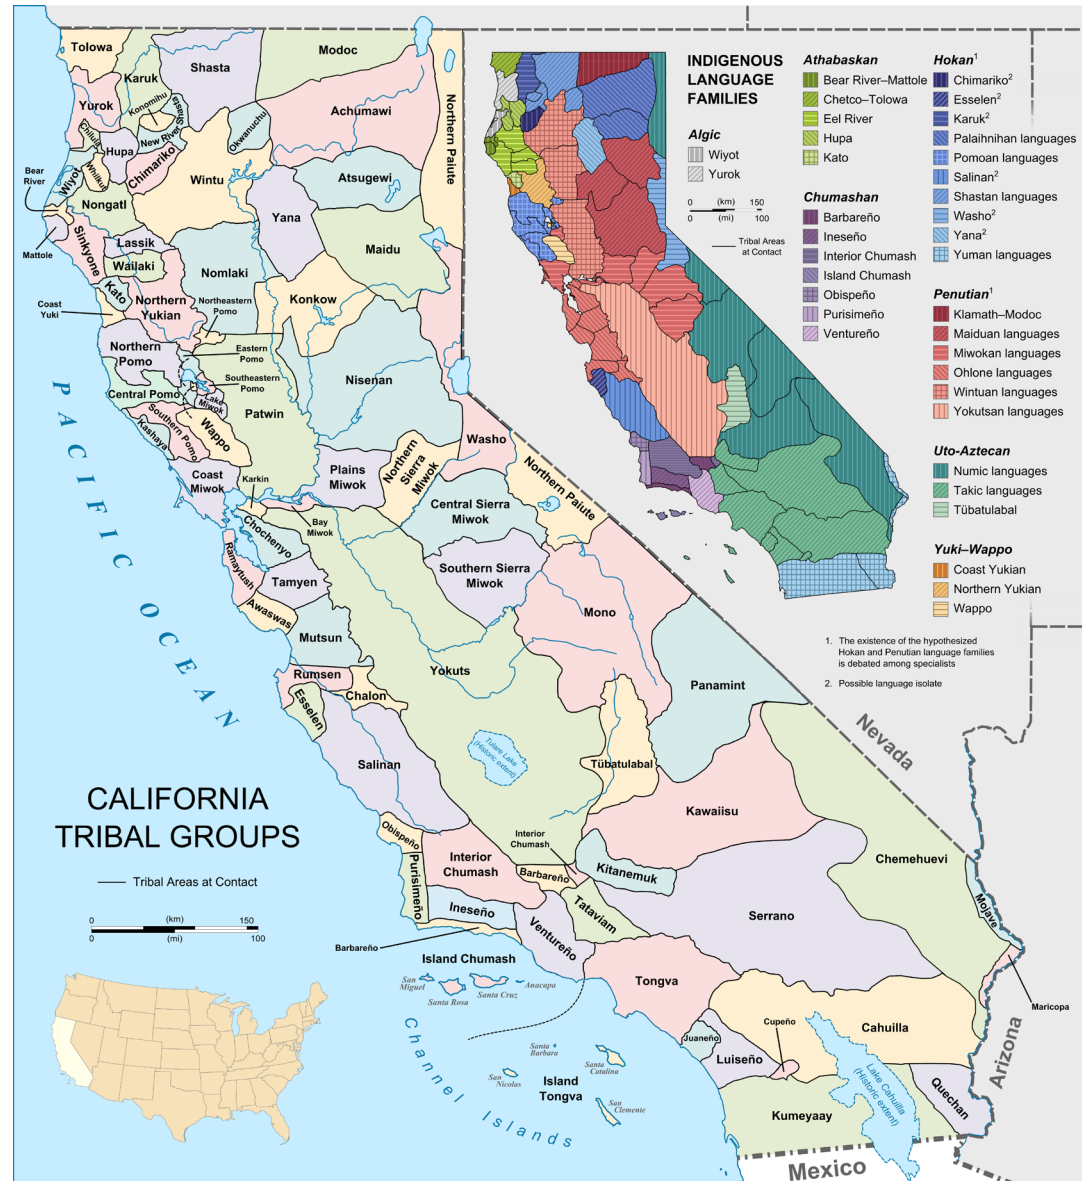 Tolowa
Shasta
Modoc
Karuk
Konomihu
Yurok
New River Shasta
Okwanuchu
Achumawi
Northern Paiute
Chilula
Hupa
Chimariko
Bear
River
Wiyot
Whilkut
Wintu
Atsugewi
Nongatl
Yana
Mattole
Sinkyone
Lassik
Maidu
Wailaki
Nomlaki
Kato
Coast
Yuki
Northern
Yukian
Northeastern
Pomo
Konkow
Northern
Pomo
Eastern
Pomo
Southeastern
Pomo
Nisenan
Central Pomo
Lake
Miwok
Patwin
Southern Pomo
Kashaya
Wappo
Washo
Coast
Miwok
Karkin
Plains
Miwok
Northern
Sierra
Miwok
Northern Paiute
Bay
Miwok
Central Sierra
Miwok
Chochenyo
Ramaytush
Tamyen
Southern Sierra
Miwok
Awaswas
Mutsun
Mono
Rumsen
Chalon
Yokuts
Panamint
Esselen
Salinan
Tulare Lake
(Historic extent)
Tübatulabal
Kawaiisu
Obispeño
Purisimeño
Interior
Chumash
Interior
Chumash
Barbareño
Kitanemuk
Chemehuevi
Mojave
Ineseño
Tataviam
Serrano
Barbareño
Ventureño
Island Chumash
San
Miguel
Santa Rosa
Santa Cruz
Anacapa
Tongva
Maricopa
Cahuilla
Cupeño
Juaneño
Luiseño
Santa
Barbara
Santa
Catalina
San
Nicolas
Island
Tongva
San
Clemente
Channel Islands
Lake Cahuilla
(Historic extent)
Quechan
Kumeyaay
Mexico
Arizona
Nevada
PACIFIC OCEAN
CALIFORNIA
TRIBAL GROUPS
Tribal Areas at Contact
0 (km) 150
0 (mi) 100
INDIGENOUS
LANGUAGE
FAMILIES
Algic
Wiyot
Yurok
0 (km) 150
0 (mi) 100
Tribal Areas
at Contact
Athabaskan
Bear River–Mattole
Chetco–Tolowa
Eel River
Hupa
Kato
Chumashan
Barbareño
Ineseño
Interior Chumash
Island Chumash
Obispeño
Purisimeño
Ventureño
Hokan1
Chimariko2
Esselen2
Karuk2
Palaihnihan languages
Pomoan languages
Salinan2
Shastan languages
Washo2
Yana2
Yuman languages
Penutian1
Klamath–Modoc
Maiduan languages
Miwokan languages
Ohlone languages
Wintuan languages
Yokutsan languages
Uto-Aztecan
Numic languages
Takic languages
Tübatulabal
Yuki–Wappo
Coast Yukian
Northern Yukian
Wappo
1. The existence of the hypothesized
Hokan and Penutian language families
is debated among specialists
2. Possible language isolate